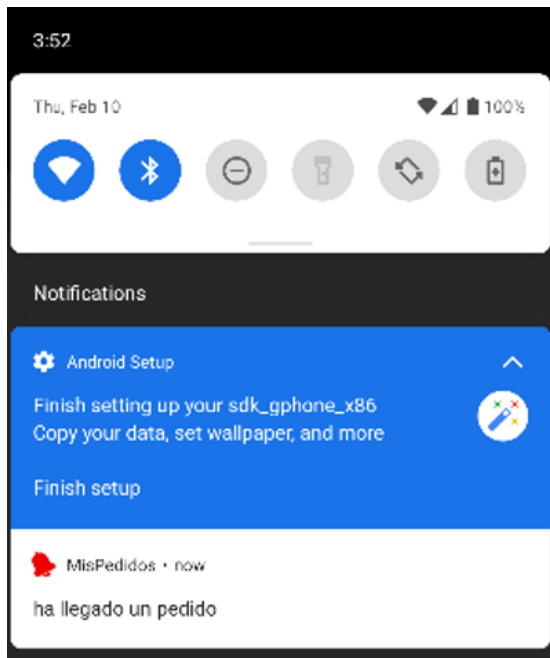 3:52
Thu, Feb 10
100%
Notifications
Android Setup
Finish setting up your sdk_gphone_x86
Copy your data, set wallpaper, and more
Finish setup
MisPedidos • now
ha llegado un pedido